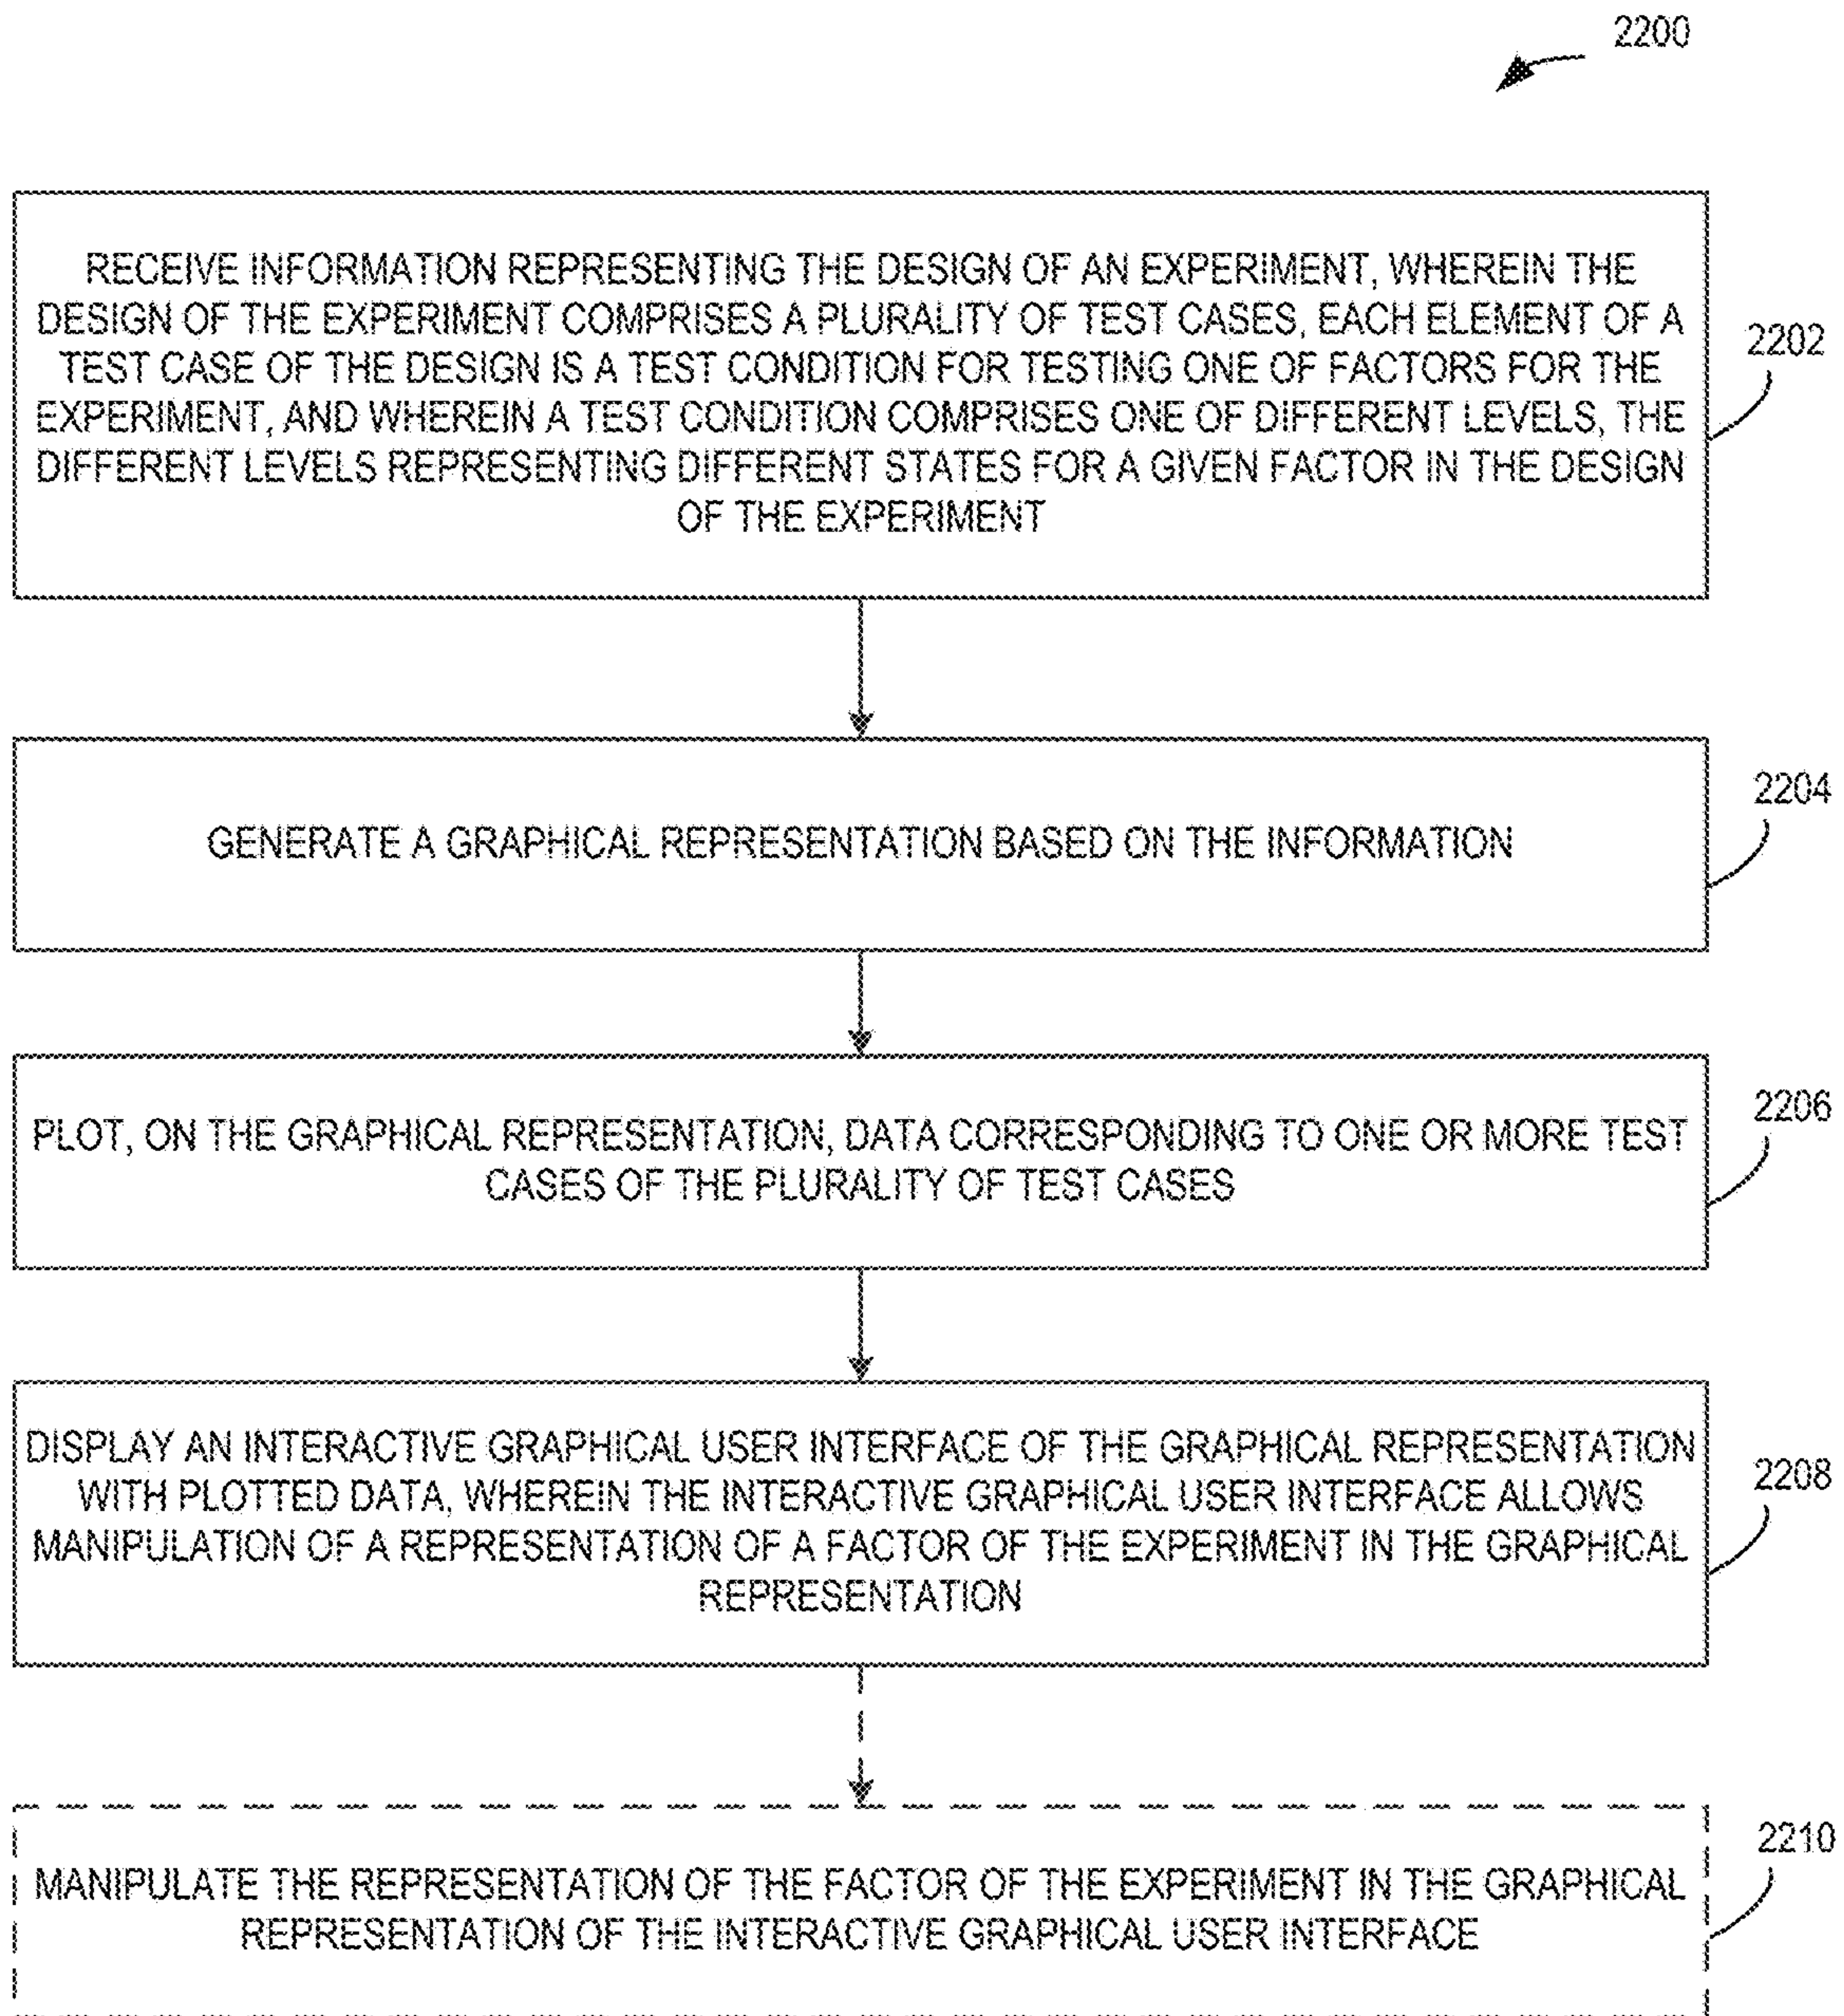 2200
RECEIVE INFORMATION REPRESENTING THE DESIGN OF AN EXPERIMENT, WHEREIN THE
DESIGN OF THE EXPERIMENT COMPRISES A PLURALITY OF TEST CASES, EACH ELEMENT OF A
TEST CASE OF THE DESIGN IS A TEST CONDITION FOR TESTING ONE OF FACTORS FOR THE
EXPERIMENT, AND WHEREIN A TEST CONDITION COMPRISES ONE OF DIFFERENT LEVELS, THE
DIFFERENT LEVELS REPRESENTING DIFFERENT STATES FOR A GIVEN FACTOR IN THE DESIGN
OF THE EXPERIMENT
2202
GENERATE A GRAPHICAL REPRESENTATION BASED ON THE INFORMATION
2204
PLOT, ON THE GRAPHICAL REPRESENTATION, DATA CORRESPONDING TO ONE OR MORE TEST
CASES OF THE PLURALITY OF TEST CASES
2206
DISPLAY AN INTERACTIVE GRAPHICAL USER INTERFACE OF THE GRAPHICAL REPRESENTATION
WITH PLOTTED DATA, WHEREIN THE INTERACTIVE GRAPHICAL USER INTERFACE ALLOWS
MANIPULATION OF A REPRESENTATION OF A FACTOR OF THE EXPERIMENT IN THE GRAPHICAL
REPRESENTATION
2208
MANIPULATE THE REPRESENTATION OF THE FACTOR OF THE EXPERIMENT IN THE GRAPHICAL
REPRESENTATION OF THE INTERACTIVE GRAPHICAL USER INTERFACE
2210